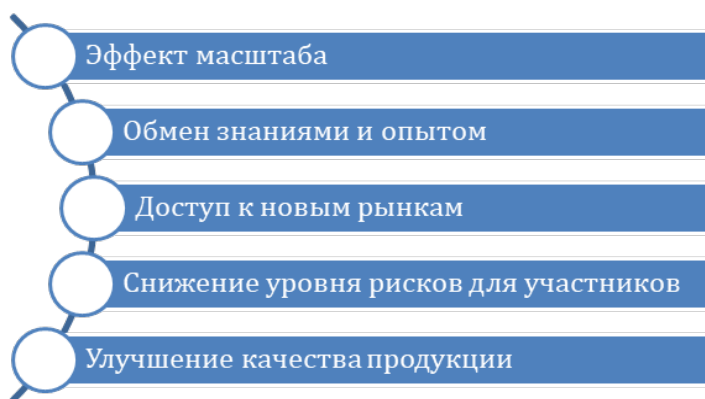 Эффект масштаба
Обмен знаниями и опытом
Доступ к новым рынкам
Снижение уровня рисков для участников
Улучшение качества продукции